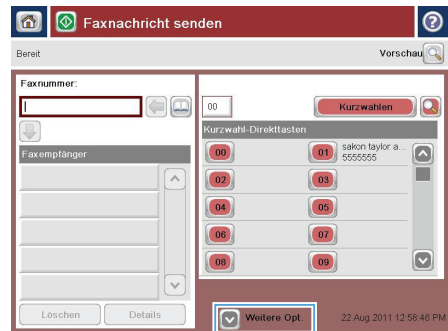 Faxnachricht senden
Bereit
Vorschau
Faxnummer:
00
Kurzwahlen
Kurzwahl-Direkttasten
Faxempfänger
00
01
sakon taylor a...
5555555
02
03
04
05
06
07
08
09
Löschen
Details
Weitere Opt.
22.Aug.2011 12:58:46 PM